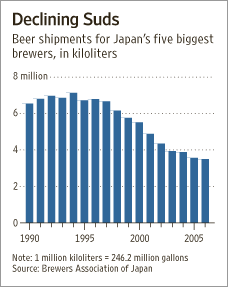 Declining Suds
Beer shipments for Japan's five biggest
brewers, in kiloliters
8 million
6
4
2
0
1990 1995 2000 2005
Note: 1 million kiloliters = 246.2 million gallons
Source: Brewers Association of Japan